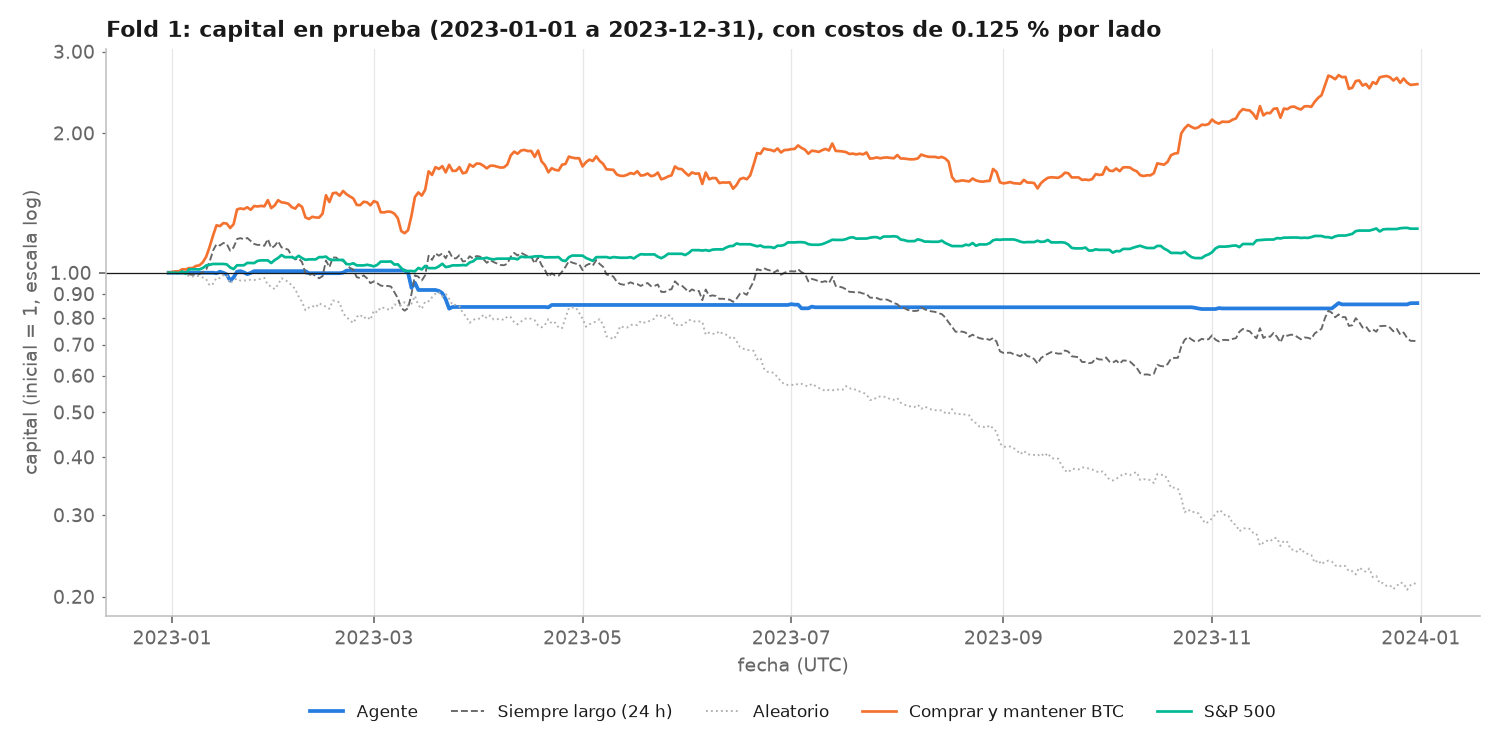 Fold 1: capital en prueba (2023-01-01 a 2023-12-31), con costos de 0.125 % por lado
capital (inicial = 1, escala log)
3.00
2.00
1.00
0.90
0.80
0.70
0.60
0.50
0.40
0.30
0.20
2023-01
2023-03
2023-05
2023-07
2023-09
2023-11
2024-01
fecha (UTC)
Agente
Siempre largo (24 h)
Aleatorio
Comprar y mantener BTC
S&P 500